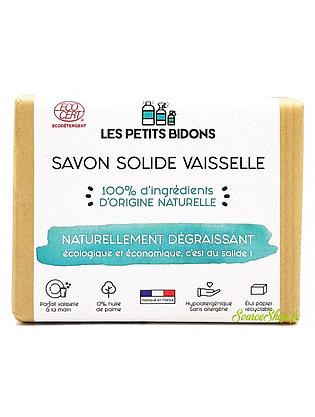 ECO
CERT
ECODÉTERGENT
LES PETITS BIDONS
SAVON SOLIDE VAISSELLE
100% d'ingrédients
D'ORIGINE NATURELLE
NATURELLEMENT DÉGRAISSANT
écologique et économique, c'est du solide !
Parfait vaisselle
à la main
0% huile
de palme
Fabriqué en France
Hypoallergénique
Sans allergène
Étui papier
recyclable
SourceShop.fr